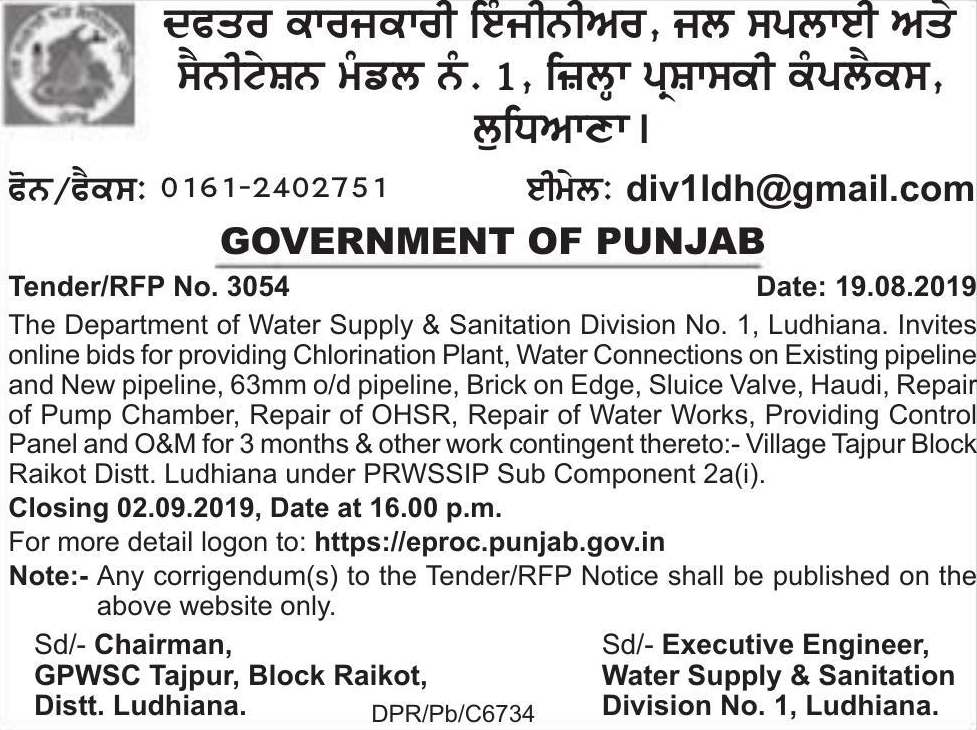 ਦਫਤਰ ਕਾਰਜਕਾਰੀ ਇੰਜੀਨੀਅਰ, ਜਲ ਸਪਲਾਈ ਅਤੇ
ਸੈਨੀਟੇਸ਼ਨ ਮੰਡਲ ਨੰ. 1, ਜ਼ਿਲ੍ਹਾ ਪ੍ਰਸ਼ਾਸਕੀ ਕੰਪਲੈਕਸ,
ਲੁਧਿਆਣਾ।
ਫੋਨ/ਫੈਕਸ: 0161-2402751 ਈਮੇਲ: div1ldh@gmail.com
GOVERNMENT OF PUNJAB
Tender/RFP No. 3054 Date: 19.08.2019
The Department of Water Supply & Sanitation Division No. 1, Ludhiana. Invites
online bids for providing Chlorination Plant, Water Connections on Existing pipeline
and New pipeline, 63mm o/d pipeline, Brick on Edge, Sluice Valve, Haudi, Repair
of Pump Chamber, Repair of OHSR, Repair of Water Works, Providing Control
Panel and O&M for 3 months & other work contingent thereto:- Village Tajpur Block
Raikot Distt. Ludhiana under PRWSSIP Sub Component 2a(i).
Closing 02.09.2019, Date at 16.00 p.m.
For more detail logon to: https://eproc.punjab.gov.in
Note:- Any corrigendum(s) to the Tender/RFP Notice shall be published on the
above website only.
Sd/- Chairman,
GPWSC Tajpur, Block Raikot,
Distt. Ludhiana.
DPR/Pb/C6734
Sd/- Executive Engineer,
Water Supply & Sanitation
Division No. 1, Ludhiana.